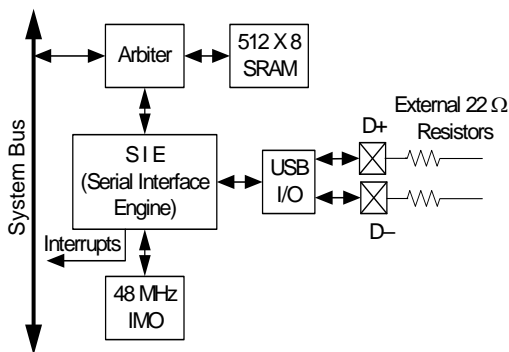 System Bus
Arbiter
512 X 8
SRAM
External 22 Ω
Resistors
D+
S I E
(Serial Interface
Engine)
USB
I/O
D–
Interrupts
48 MHz
IMO